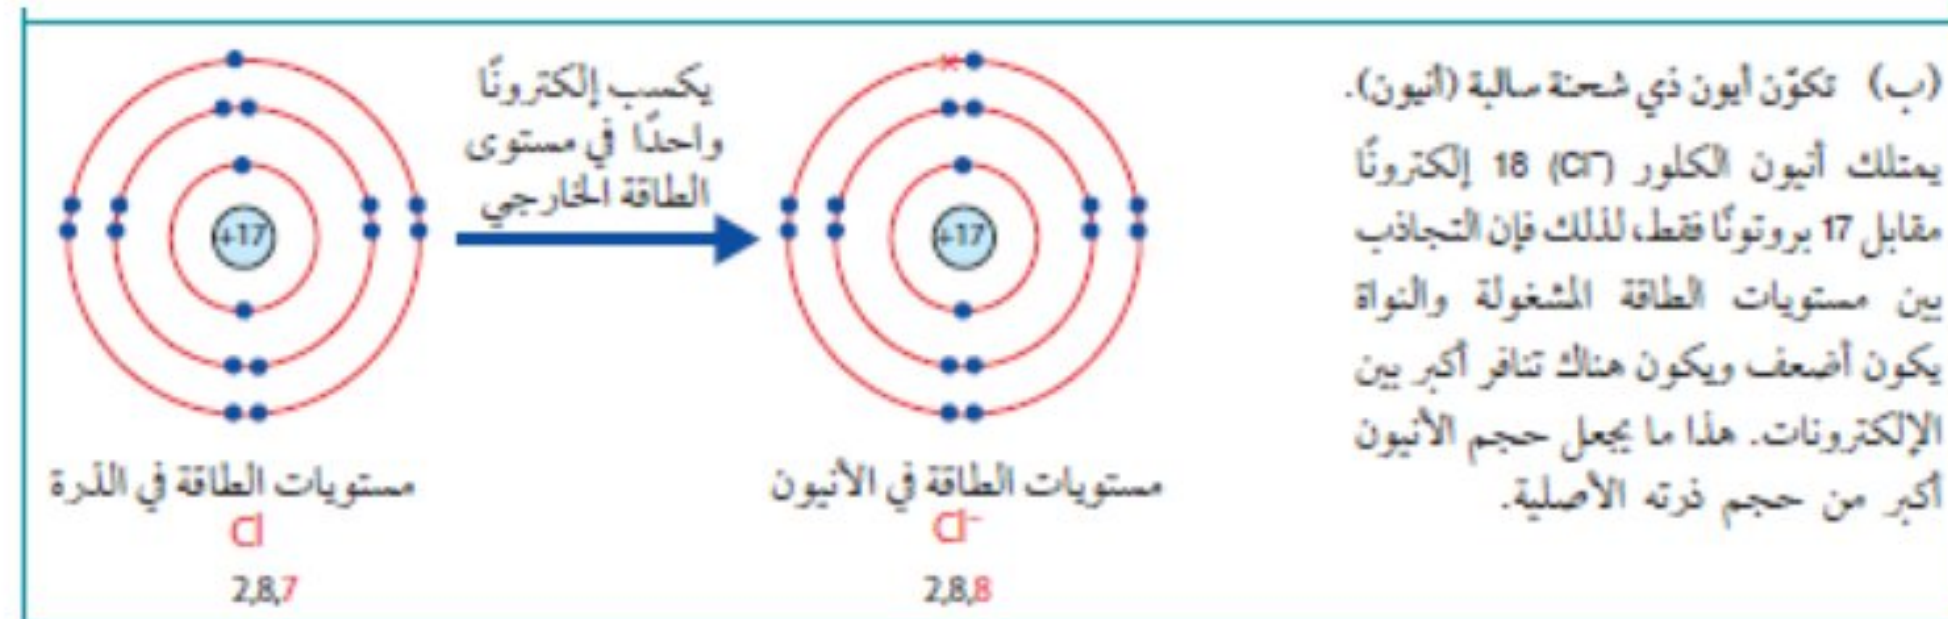 (ب) تكوّن أيون ذي شحنة سالبة (أنيون).
يمتلك أنيون الكلور (Cl⁻) 18 إلكترونًا
مقابل 17 بروتونًا فقط، لذلك فإن التجاذب
بين مستويات الطاقة المشغولة والنواة
يكون أضعف ويكون هناك تنافر أكبر بين
الإلكترونات. هذا ما يجعل حجم الأنيون
أكبر من حجم ذرته الأصلية.
يكسب إلكترونًا
واحدًا في مستوى
الطاقة الخارجي
+17
+17
مستويات الطاقة في الأنيون
Cl⁻
2,8,8
مستويات الطاقة في الذرة
Cl
2,8,7